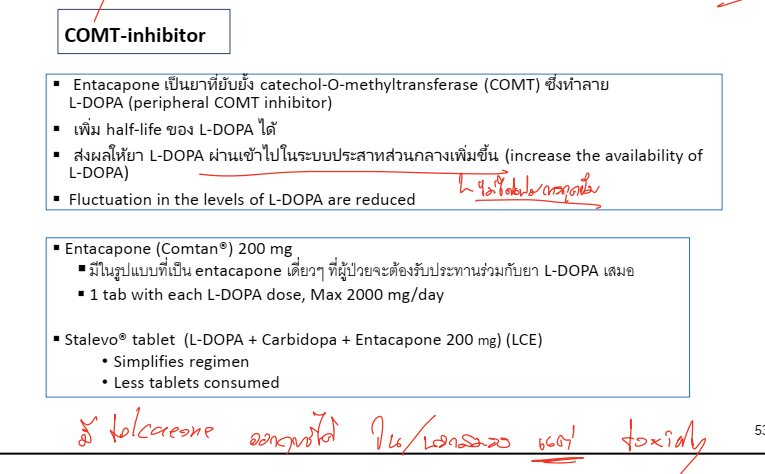 COMT-inhibitor
▪ Entacapone เป็นยาที่ยับยั้ง catechol-O-methyltransferase (COMT) ซึ่งทำลาย
L-DOPA (peripheral COMT inhibitor)
▪ เพิ่ม half-life ของ L-DOPA ได้
▪ ส่งผลให้ยา L-DOPA ผ่านเข้าไปในระบบประสาทส่วนกลางเพิ่มขึ้น (increase the availability of
L-DOPA)
▪ Fluctuation in the levels of L-DOPA are reduced
▪ Entacapone (Comtan®) 200 mg
▪ มีในรูปแบบที่เป็น entacapone เดี่ยวๆ ที่ผู้ป่วยจะต้องรับประทานร่วมกับยา L-DOPA เสมอ
▪ 1 tab with each L-DOPA dose, Max 2000 mg/day
▪ Stalevo® tablet (L-DOPA + Carbidopa + Entacapone 200 mg) (LCE)
• Simplifies regimen
• Less tablets consumed
มี tolcapone ออกฤทธิ์ได้ ใน/นอกสมอง แต่ toxicity
53